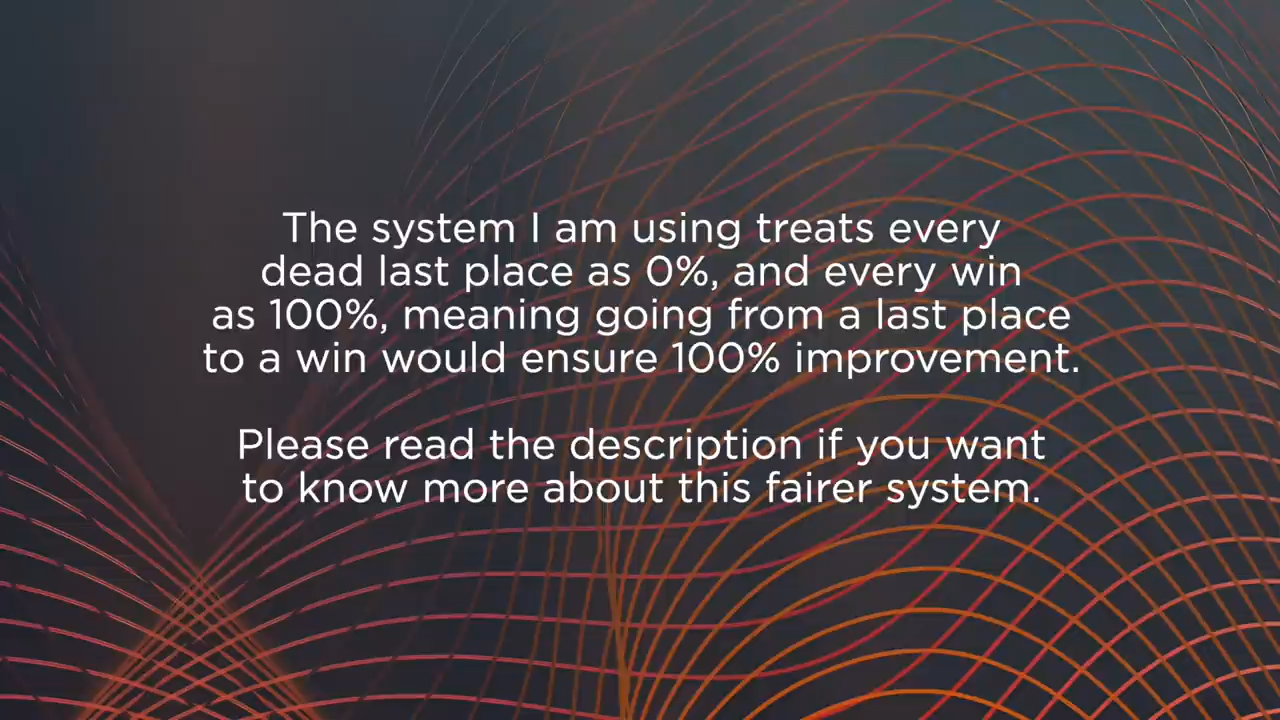 The system I am using treats every
dead last place as 0%, and every win
as 100%, meaning going from a last place
to a win would ensure 100% improvement.
Please read the description if you want
to know more about this fairer system.